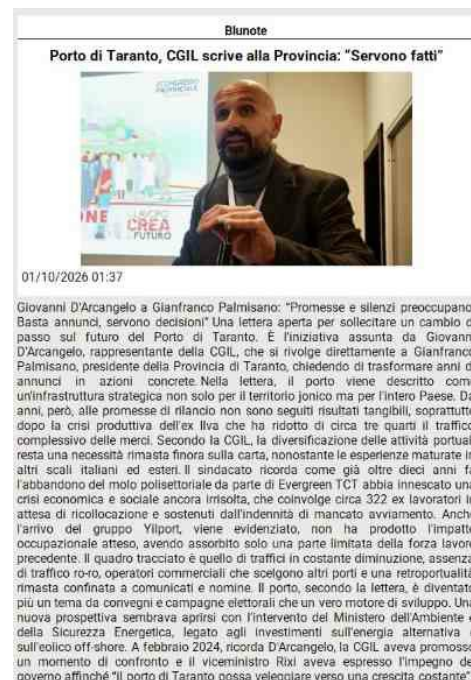 Blunote
Porto di Taranto, CGIL scrive alla Provincia: "Servono fatti"
CONGRESSO
PROVINCIALE
IL LAVORO
CREA
FUTURO
01/10/2026 01:37
Giovanni D'Arcangelo a Gianfranco Palmisano: "Promesse e silenzi preoccupano.
Basta annunci, servono decisioni" Una lettera aperta per sollecitare un cambio d
passo sul futuro del Porto di Taranto. È l'iniziativa assunta da Giovann
D'Arcangelo, rappresentante della CGIL, che si rivolge direttamente a Gianfranco
Palmisano, presidente della Provincia di Taranto, chiedendo di trasformare anni d
annunci in azioni concrete. Nella lettera, il porto viene descritto com
un'infrastruttura strategica non solo per il territorio jonico ma per l'intero Paese. Da
anni, però, alle promesse di rilancio non sono seguiti risultati tangibili, soprattutto
dopo la crisi produttiva dell'ex Ilva che ha ridotto di circa tre quarti il traffico
complessivo delle merci. Secondo la CGIL, la diversificazione delle attività portual
resta una necessità rimasta finora sulla carta, nonostante le esperienze maturate i
altri scali italiani ed esteri. Il sindacato ricorda come già oltre dieci anni fa
l'abbandono del molo polisettoriale da parte di Evergreen TCT abbia innescato una
crisi economica e sociale ancora irrisolta, che coinvolge circa 322 ex lavoratori i
attesa di ricollocazione e sostenuti dall'indennità di mancato avviamento. Anche
l'arrivo del gruppo Yilport, viene evidenziato, non ha prodotto l'impatto
occupazionale atteso, avendo assorbito solo una parte limitata della forza lavoro
precedente. Il quadro tracciato è quello di traffici in costante diminuzione, assenza
di traffico ro-ro, operatori commerciali che scelgono altri porti e una retroportualità
rimasta confinata a comunicati e nomine. Il porto, secondo la lettera, è diventato
più un tema da convegni e campagne elettorali che un vero motore di sviluppo. Una
nuova prospettiva sembrava aprirsi con l'intervento del Ministero dell'Ambiente e
della Sicurezza Energetica, legato agli investimenti sull'energia alternativa
sull'eolico off-shore. A febbraio 2024, ricorda D'Arcangelo, la CGIL aveva promosso
un momento di confronto e il viceministro Rixi aveva espresso l'impegno de
governo affinché "il porto di Taranto possa veleggiare verso una crescita costante".